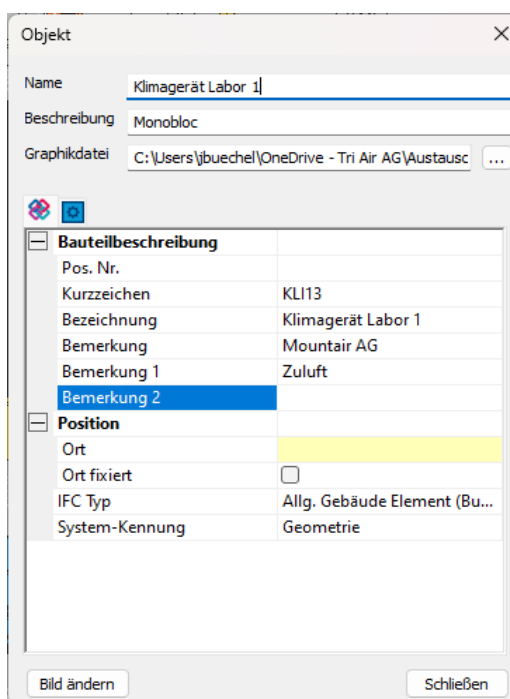 Objekt
Name Klimagerät Labor 1
Beschreibung Monobloc
Graphikdatei C:\Users\jbuechel\OneDrive - Tri Air AG\Austausc ...
Bauteilbeschreibung
Pos. Nr.
Kurzzeichen KLI13
Bezeichnung Klimagerät Labor 1
Bemerkung Mountair AG
Bemerkung 1 Zuluft
Bemerkung 2
Position
Ort
Ort fixiert
IFC Typ Allg. Gebäude Element (Bu...
System-Kennung Geometrie
Bild ändern Schließen